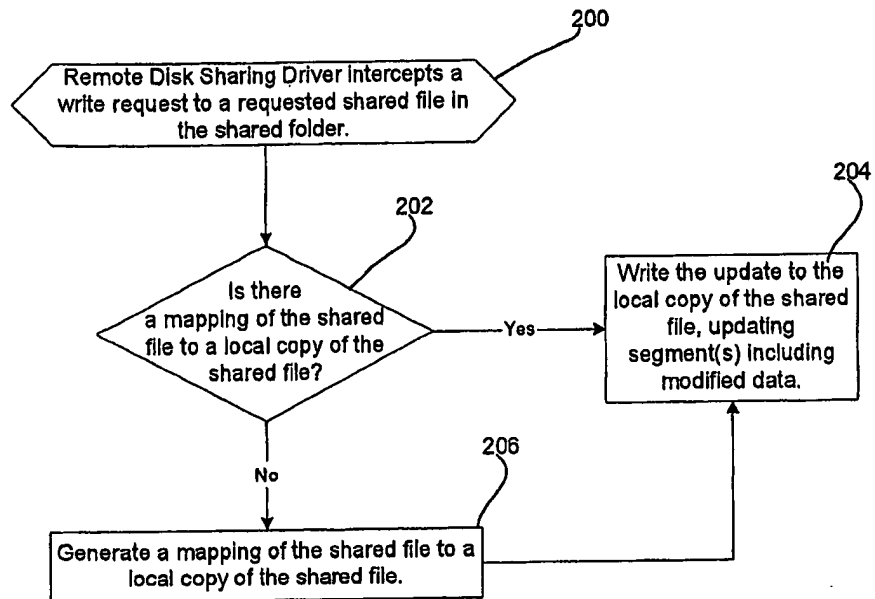 200
Remote Disk Sharing Driver intercepts a
write request to a requested shared file in
the shared folder.
202
Is there
a mapping of the shared
file to a local copy of the
shared file?
Yes
204
Write the update to the
local copy of the shared
file, updating
segment(s) including
modified data.
No
206
Generate a mapping of the shared file to a
local copy of the shared file.